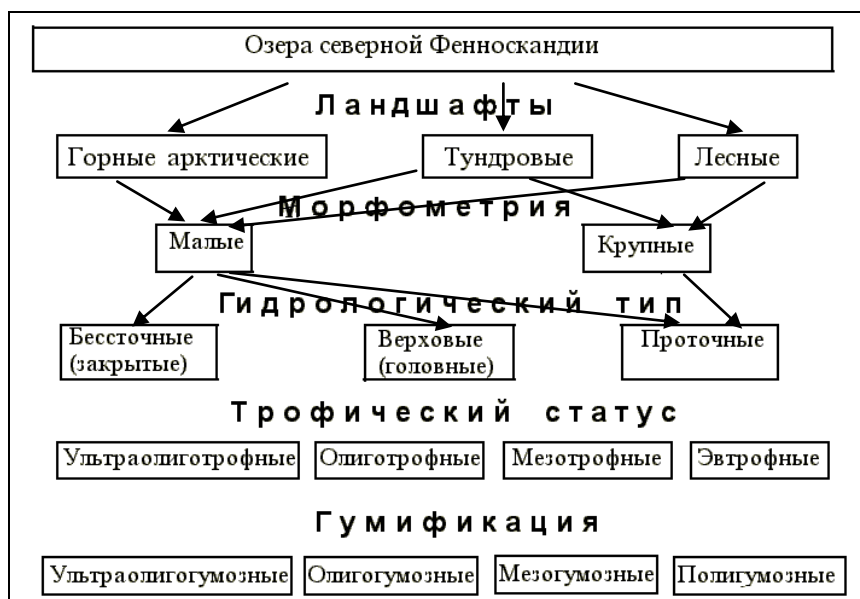 Озера северной Фенноскандии
Ландшафты
Горные арктические Тундровые Лесные
Морфометрия
Малые Крупные
Гидрологический тип
Бессточные Верховые Проточные
(закрытые) (головные)
Трофический статус
Ультраолиготрофные Олиготрофные Мезотрофные Эвтрофные
Гумификация
Ультраолигогумозные Олигогумозные Мезогумозные Полигумозные